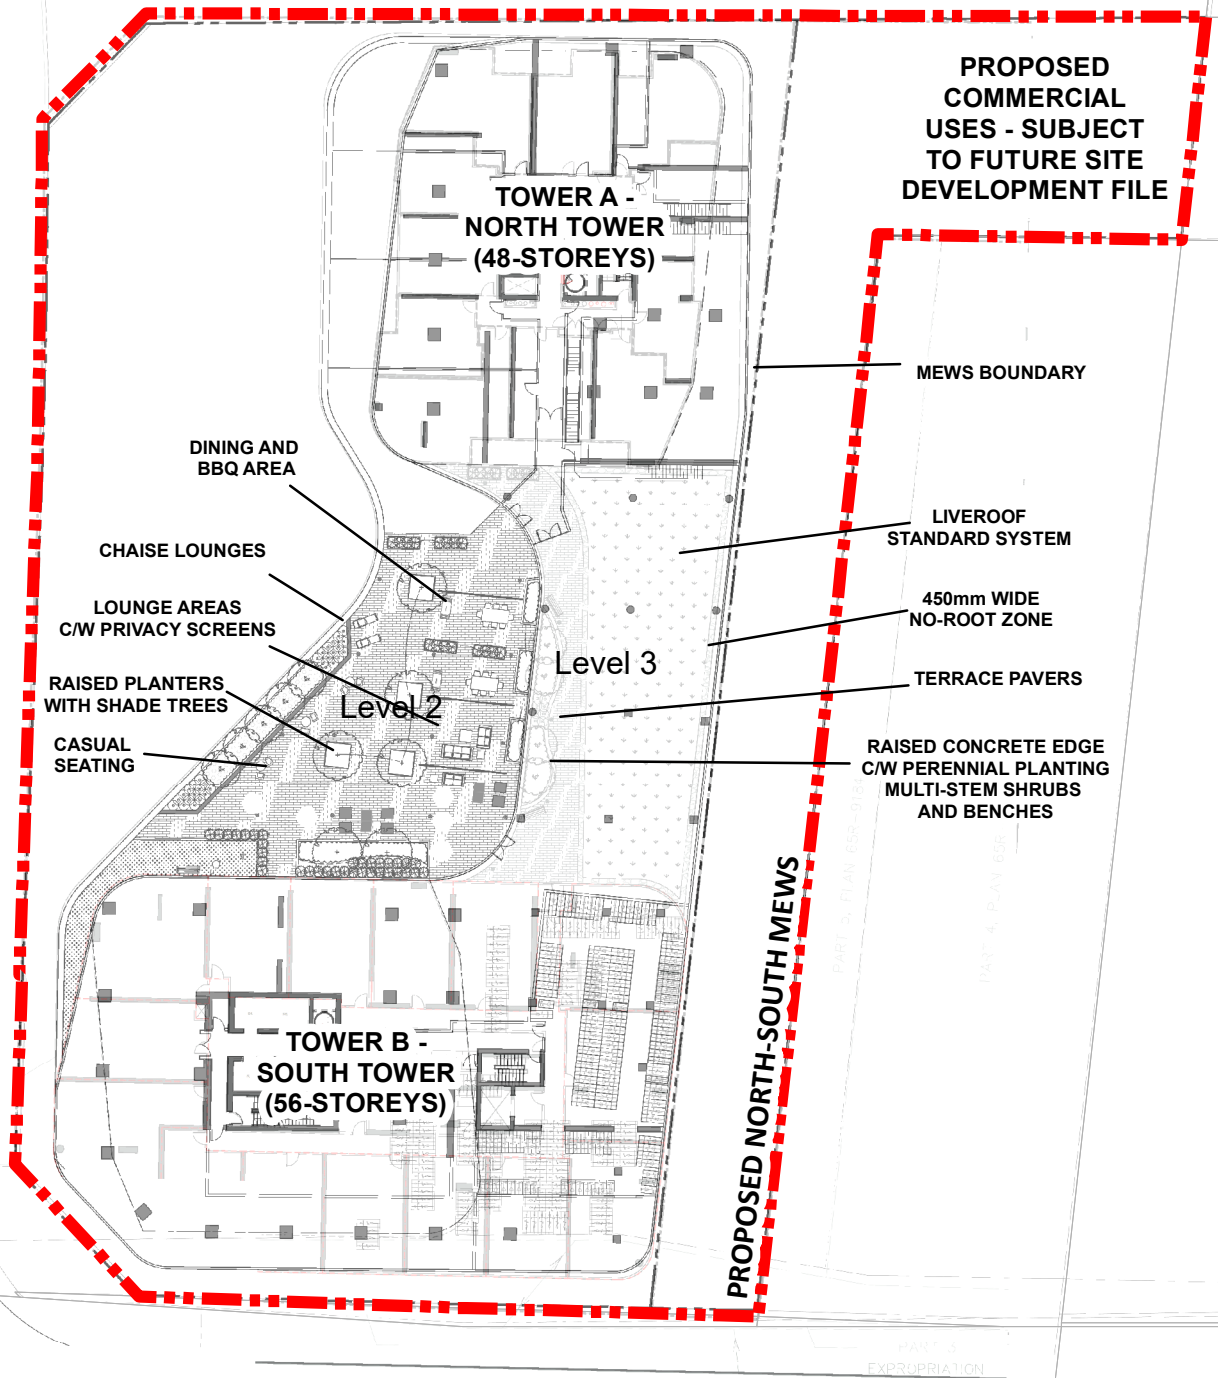 PROPOSED
COMMERCIAL
USES - SUBJECT
TO FUTURE SITE
DEVELOPMENT FILE
TOWER A -
NORTH TOWER
(48-STOREYS)
MEWS BOUNDARY
DINING AND
BBQ AREA
CHAISE LOUNGES
LOUNGE AREAS
C/W PRIVACY SCREENS
RAISED PLANTERS
WITH SHADE TREES
CASUAL
SEATING
Level 2
Level 3
LIVEROOF
STANDARD SYSTEM
450mm WIDE
NO-ROOT ZONE
TERRACE PAVERS
RAISED CONCRETE EDGE
C/W PERENNIAL PLANTING
MULTI-STEM SHRUBS
AND BENCHES
TOWER B -
SOUTH TOWER
(56-STOREYS)
PROPOSED NORTH-SOUTH MEWS
EXPROPRIATION